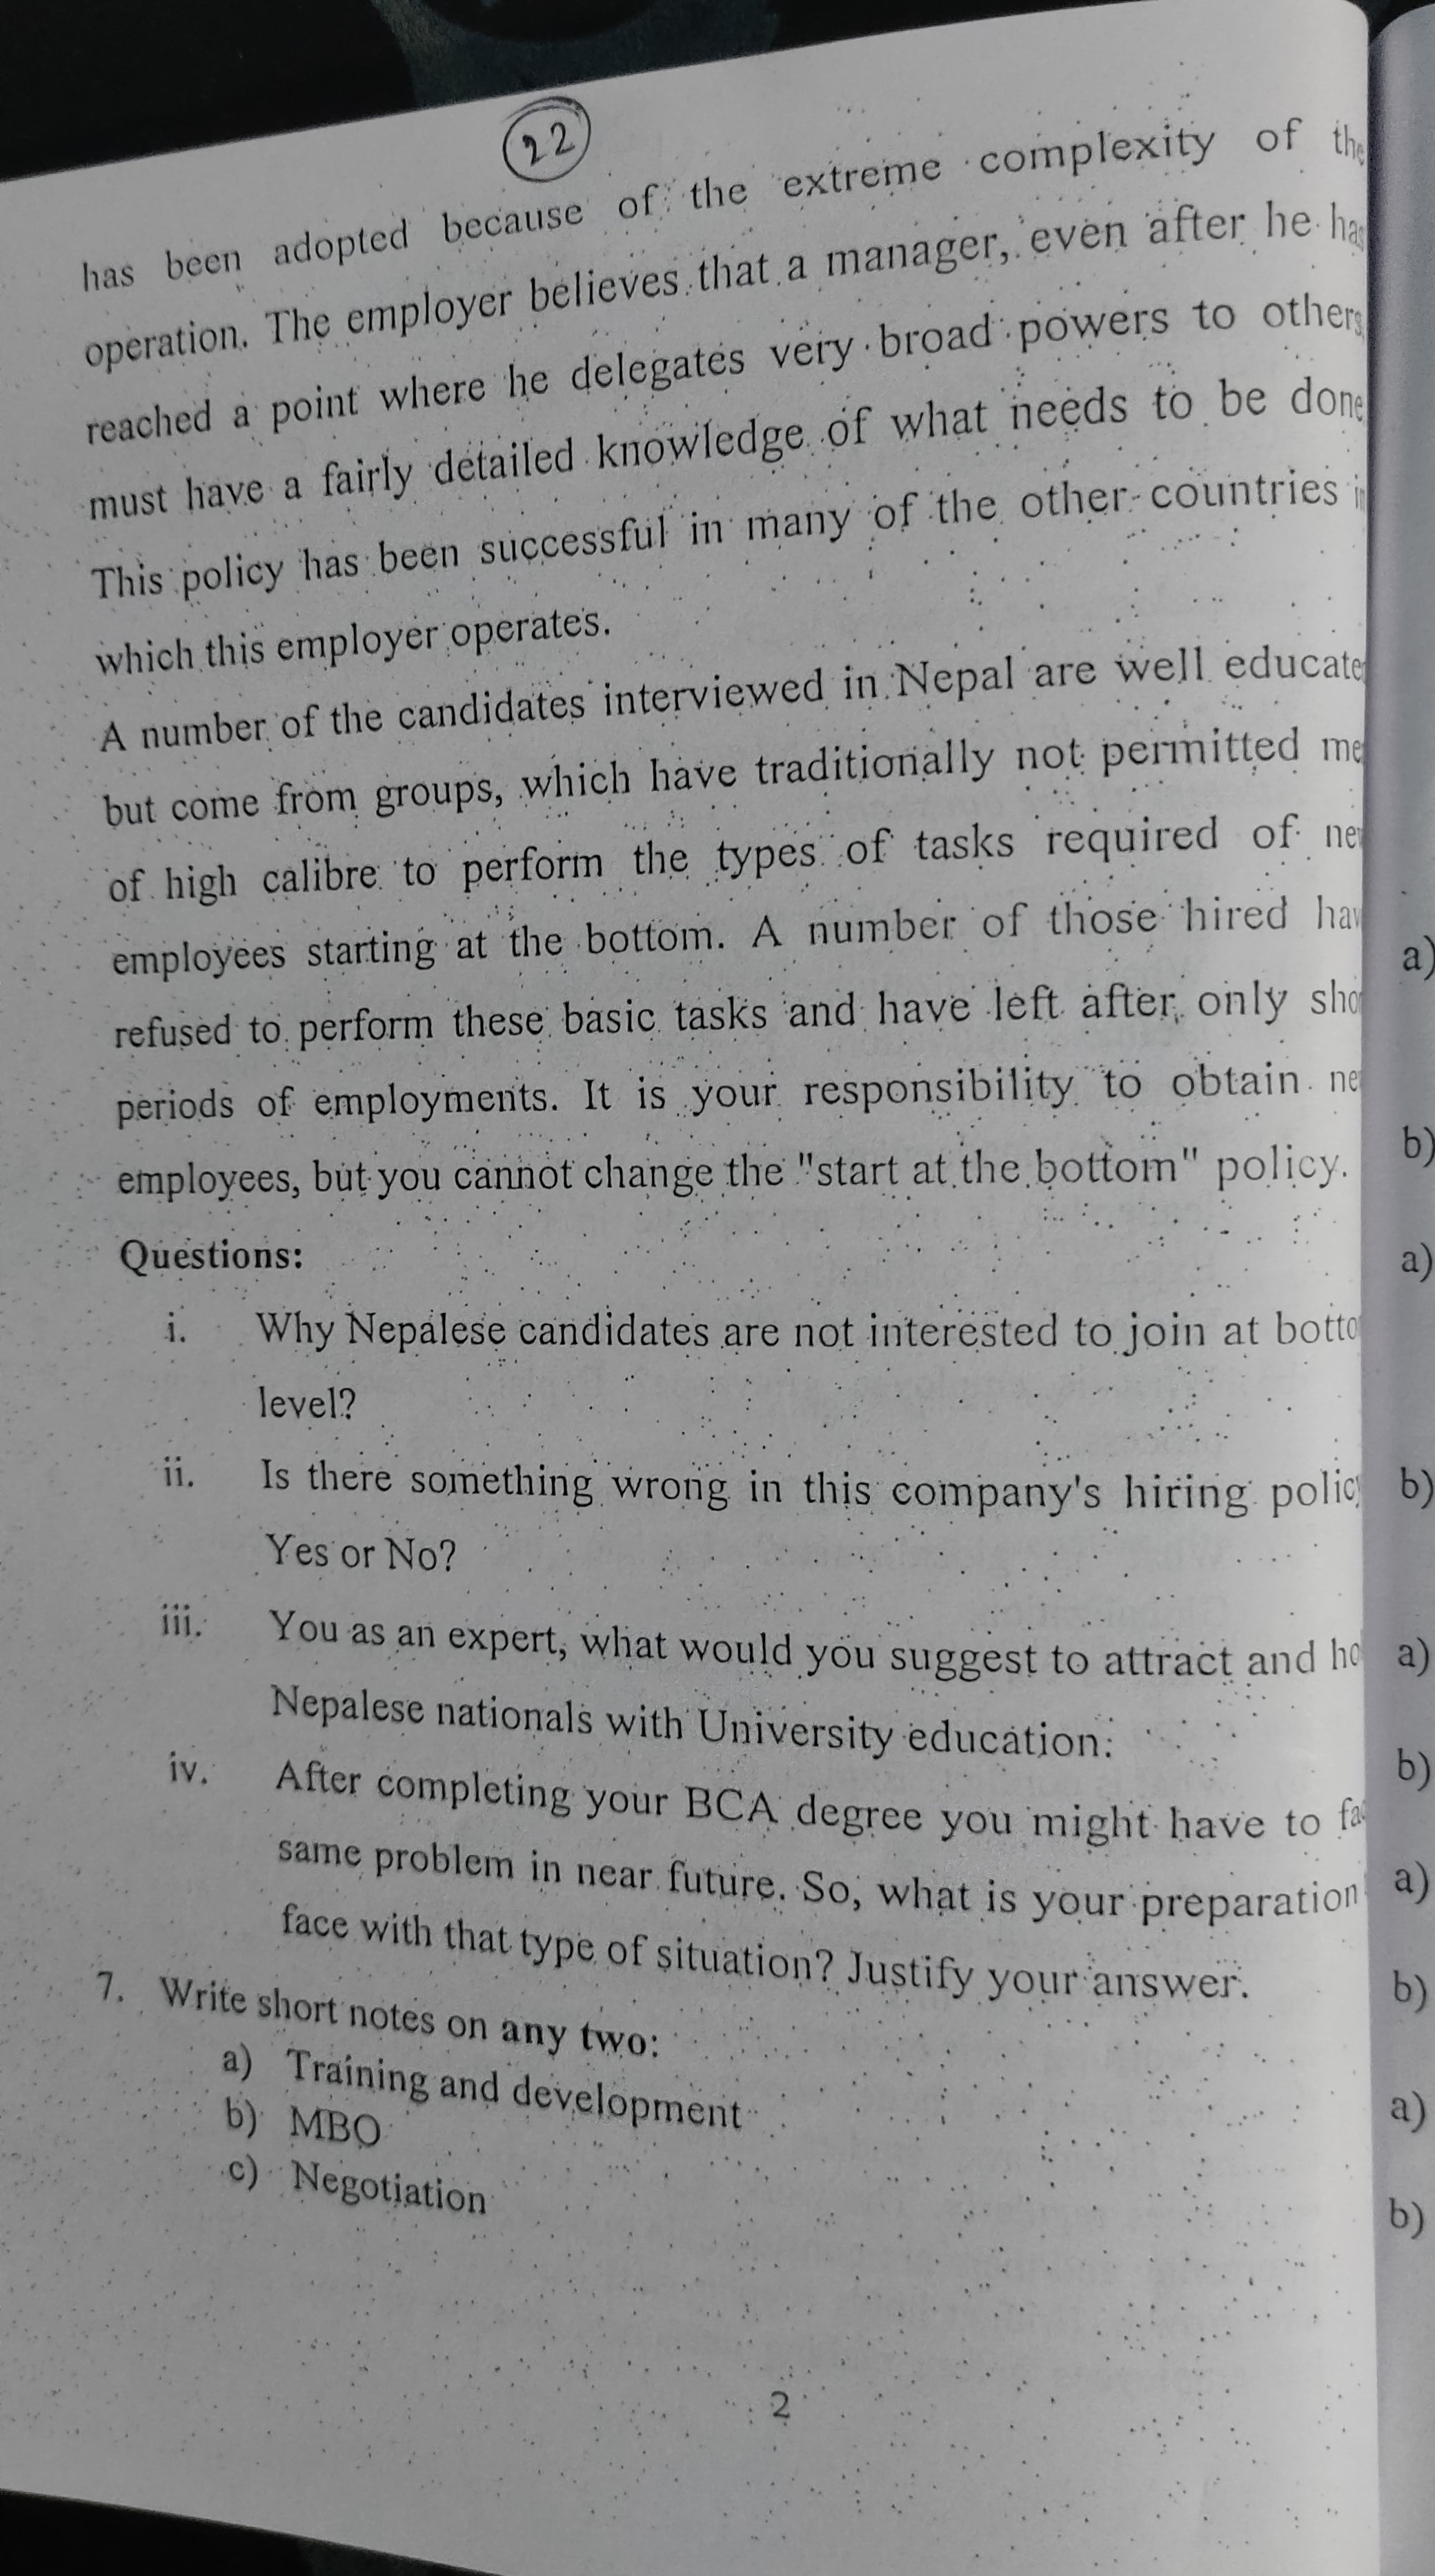 22
has been adopted because of the extreme complexity of the
operation. The employer believes that a manager, even after he has
reached a point where he delegates very broad powers to others
must have a fairly detailed knowledge of what needs to be done
This policy has been successful in many of the other countries in
which this employer operates.
A number of the candidates interviewed in Nepal are well educate
but come from groups, which have traditionally not permitted me
of high calibre to perform the types of tasks required of ne
employees starting at the bottom. A number of those hired hav
refused to perform these basic tasks and have left after only sho
periods of employments. It is your responsibility to obtain ne
employees, but you cannot change the "start at the bottom" policy.
Questions:
i. Why Nepalese candidates are not interested to join at botto
level?
ii. Is there something wrong in this company's hiring policy
Yes or No?
iii. You as an expert, what would you suggest to attract and ho
Nepalese nationals with University education.
iv. After completing your BCA degree you might have to fa
same problem in near future. So, what is your preparation
face with that type of situation? Justify your answer.
7. Write short notes on any two:
a) Training and development
b) MBO
c) Negotiation
2
a)
b)
a)
b)
a)
b)
a)
b)
a)
b)